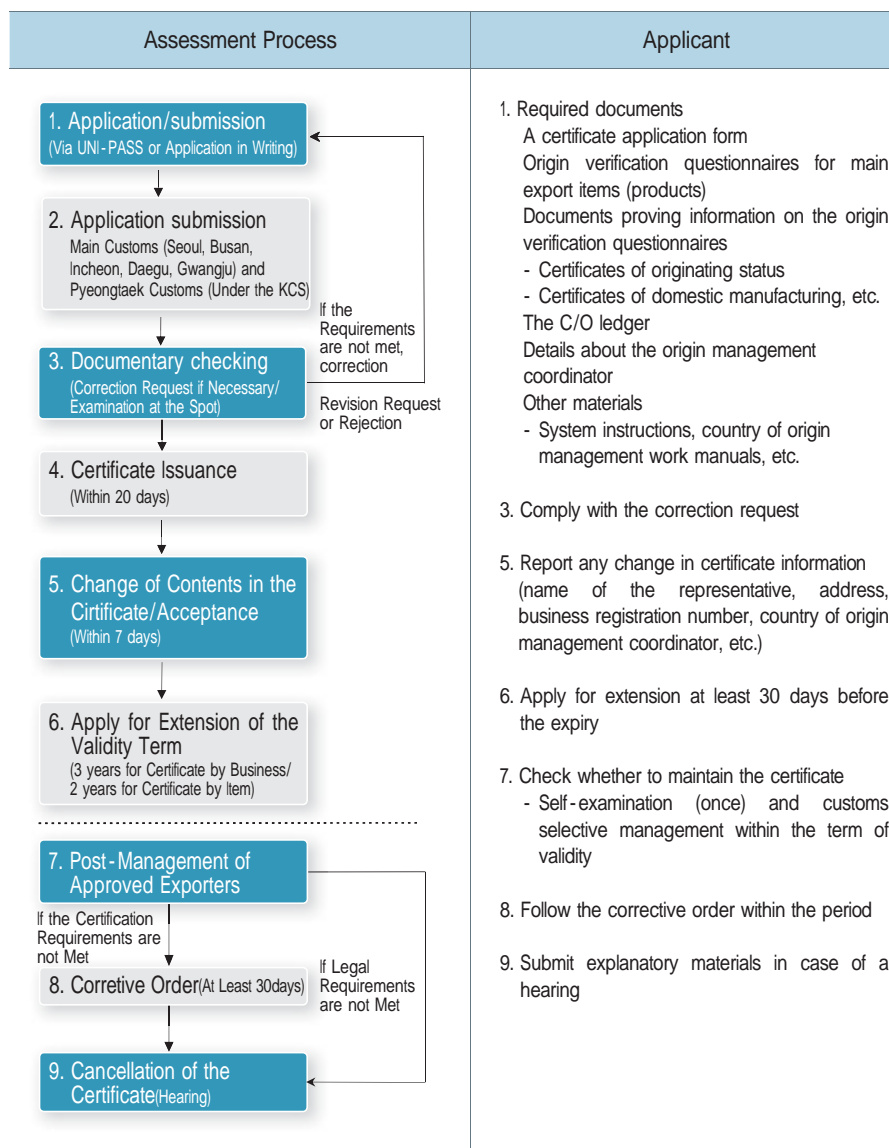 Assessment Process
Applicant
1. Application/submission
(Via UNI-PASS or Application in Writing)
2. Application submission
Main Customs (Seoul, Busan,
Incheon, Daegu, Gwangju) and
Pyeongtaek Customs (Under the KCS)
If the
Requirements
are not met,
correction
3. Documentary checking
(Correction Request if Necessary/
Examination at the Spot)
Revision Request
or Rejection
4. Certificate Issuance
(Within 20 days)
5. Change of Contents in the
Cirtificate/Acceptance
(Within 7 days)
6. Apply for Extension of the
Validity Term
(3 years for Certificate by Business/
2 years for Certificate by Item)
7. Post-Management of
Approved Exporters
If the Certification
Requirements are
not Met
If Legal
Requirements
are not Met
8. Corretive Order(At Least 30days)
9. Cancellation of the
Certificate(Hearing)
1. Required documents
A certificate application form
Origin verification questionnaires for main
export items (products)
Documents proving information on the origin
verification questionnaires
- Certificates of originating status
- Certificates of domestic manufacturing, etc.
The C/O ledger
Details about the origin management
coordinator
Other materials
- System instructions, country of origin
management work manuals, etc.
3. Comply with the correction request
5. Report any change in certificate information
(name of the representative, address,
business registration number, country of origin
management coordinator, etc.)
6. Apply for extension at least 30 days before
the expiry
7. Check whether to maintain the certificate
- Self-examination (once) and customs
selective management within the term of
validity
8. Follow the corrective order within the period
9. Submit explanatory materials in case of a
hearing